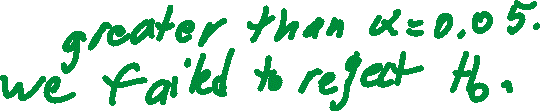 greater than α=0.05.
we failed to reject H₀.